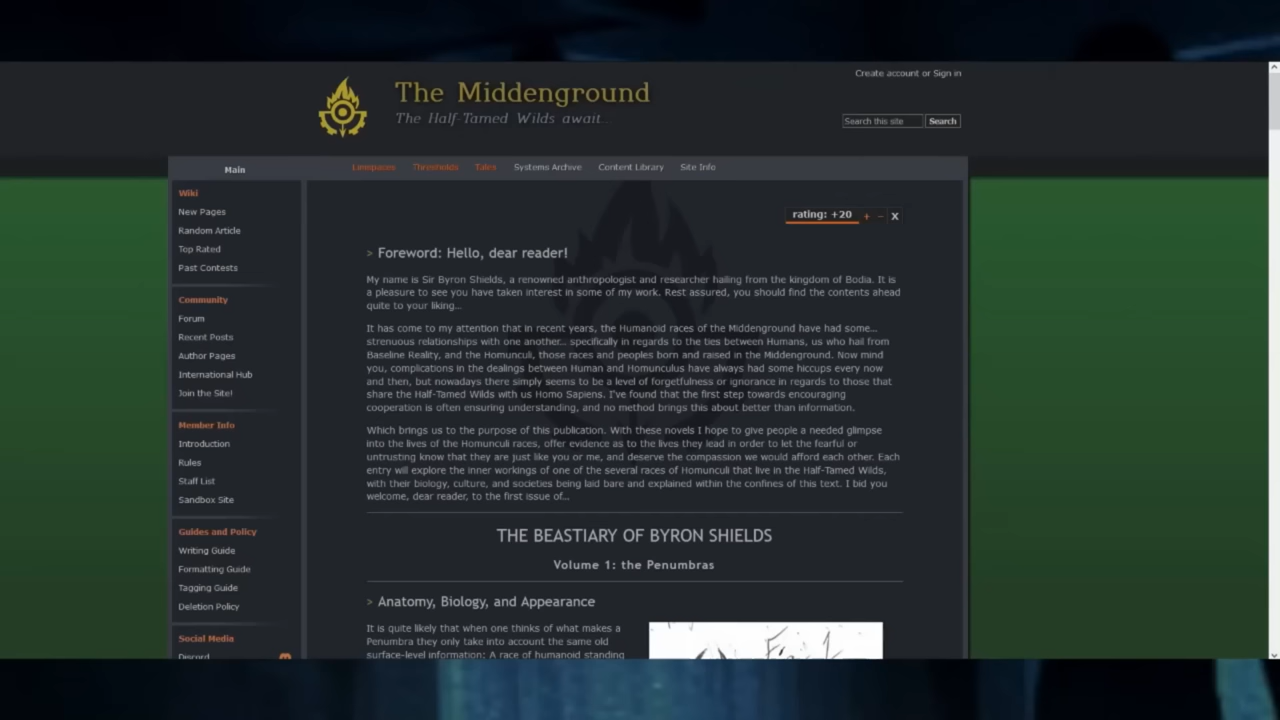 Create account or Sign in
The Middenground
The Half-Tamed Wilds await...
Search this site Search
Main
Liminpages Thresholds Tales Systems Archive Content Library Site Info
Wiki
New Pages
Random Article
Top Rated
Past Contests
Community
Forum
Recent Posts
Author Pages
International Hub
Join the Site!
Member Info
Introduction
Rules
Staff List
Sandbox Site
Guides and Policy
Writing Guide
Formatting Guide
Tagging Guide
Deletion Policy
Social Media
Discord
rating: +20 + − X
> Foreword: Hello, dear reader!
My name is Sir Byron Shields, a renowned anthropologist and researcher hailing from the kingdom of Bodia. It is
a pleasure to see you have taken interest in some of my work. Rest assured, you should find the contents ahead
quite to your liking...
It has come to my attention that in recent years, the Humanoid races of the Middenground have had some...
strenuous relationships with one another... specifically in regards to the ties between Humans, us who hail from
Baseline Reality, and the Homunculi, those races and peoples born and raised in the Middenground. Now mind
you, complications in the dealings between Human and Homunculus have always had some hiccups every now
and then, but nowadays there simply seems to be a level of forgetfulness or ignorance in regards to those that
share the Half-Tamed Wilds with us Homo Sapiens. I've found that the first step towards encouraging
cooperation is often ensuring understanding, and no method brings this about better than information.
Which brings us to the purpose of this publication. With these novels I hope to give people a needed glimpse
into the lives of the Homunculi races, offer evidence as to the lives they lead in order to let the fearful or
untrusting know that they are just like you or me, and deserve the compassion we would afford each other. Each
entry will explore the inner workings of one of the several races of Homunculi that live in the Half-Tamed Wilds,
with their biology, culture, and societies being laid bare and explained within the confines of this text. I bid you
welcome, dear reader, to the first issue of...
THE BEASTIARY OF BYRON SHIELDS
Volume 1: the Penumbras
> Anatomy, Biology, and Appearance
It is quite likely that when one thinks of what makes a
Penumbra they only take into account the same old
surface-level information: A race of humanoid standing